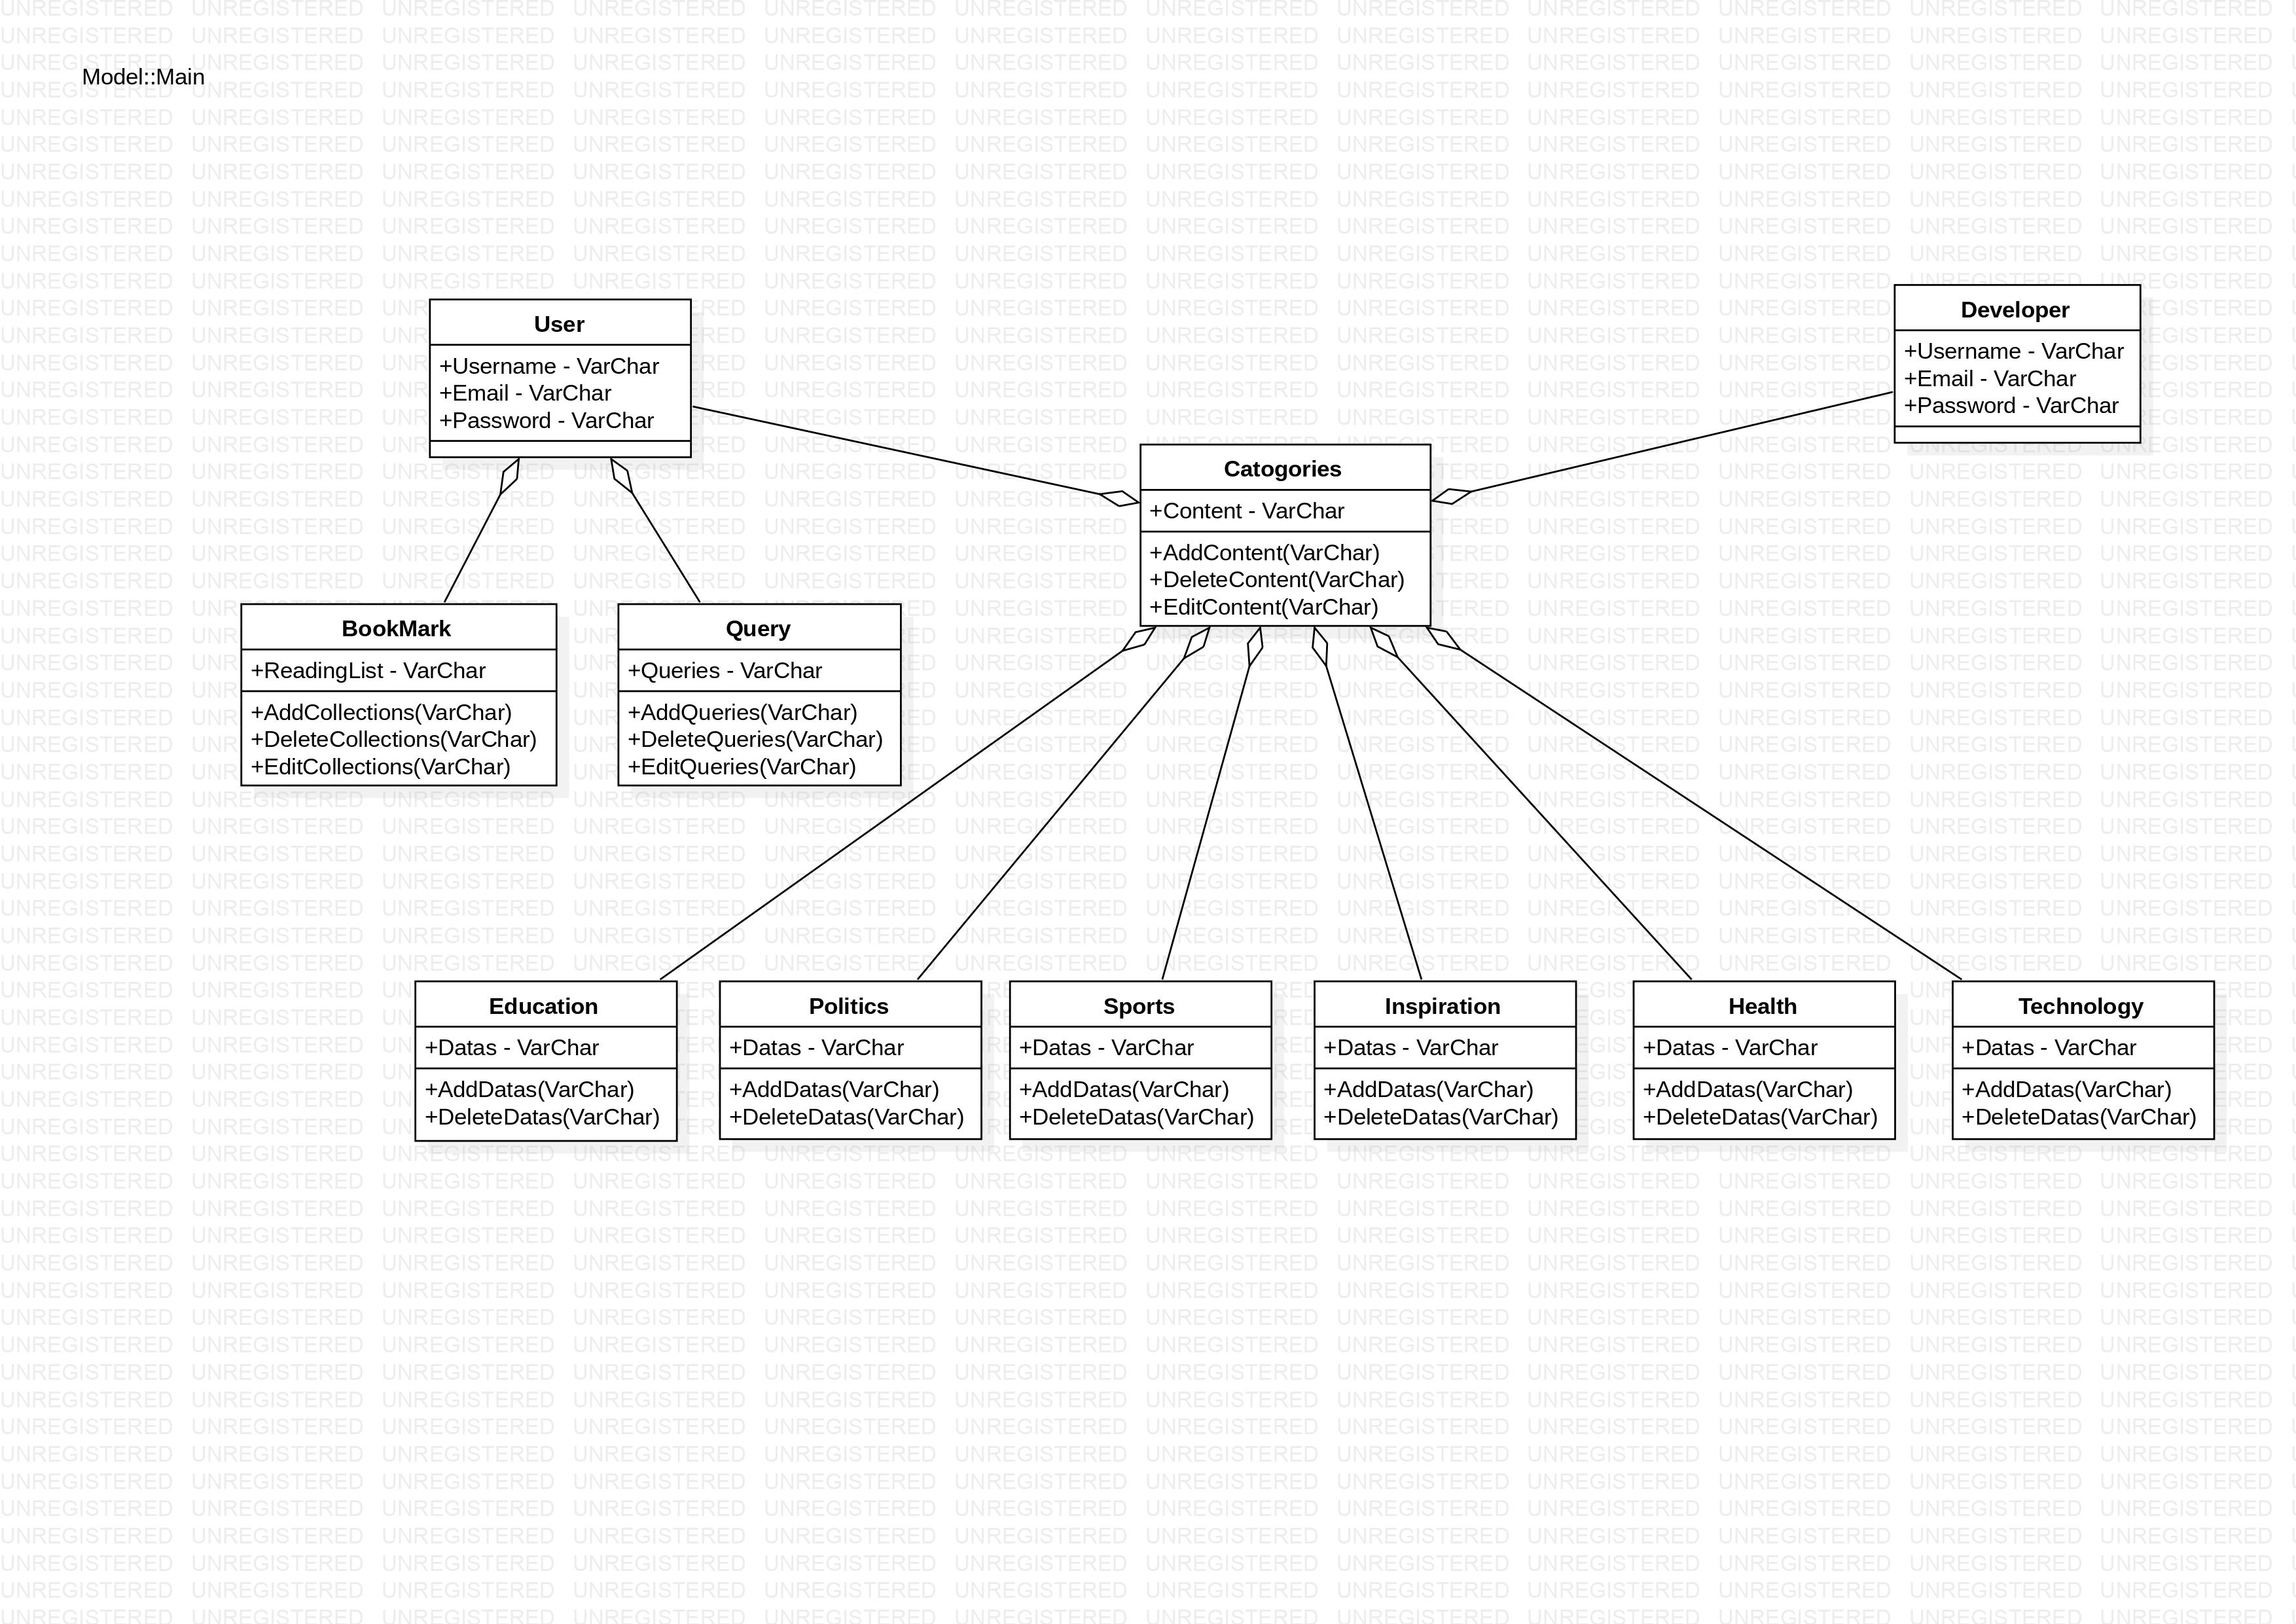 Model::Main
User
+Username - VarChar
+Email - VarChar
+Password - VarChar
Developer
+Username - VarChar
+Email - VarChar
+Password - VarChar
Catogories
+Content - VarChar
+AddContent(VarChar)
+DeleteContent(VarChar)
+EditContent(VarChar)
BookMark
+ReadingList - VarChar
+AddCollections(VarChar)
+DeleteCollections(VarChar)
+EditCollections(VarChar)
Query
+Queries - VarChar
+AddQueries(VarChar)
+DeleteQueries(VarChar)
+EditQueries(VarChar)
Education
+Datas - VarChar
+AddDatas(VarChar)
+DeleteDatas(VarChar)
Politics
+Datas - VarChar
+AddDatas(VarChar)
+DeleteDatas(VarChar)
Sports
+Datas - VarChar
+AddDatas(VarChar)
+DeleteDatas(VarChar)
Inspiration
+Datas - VarChar
+AddDatas(VarChar)
+DeleteDatas(VarChar)
Health
+Datas - VarChar
+AddDatas(VarChar)
+DeleteDatas(VarChar)
Technology
+Datas - VarChar
+AddDatas(VarChar)
+DeleteDatas(VarChar)
UNREGISTERED